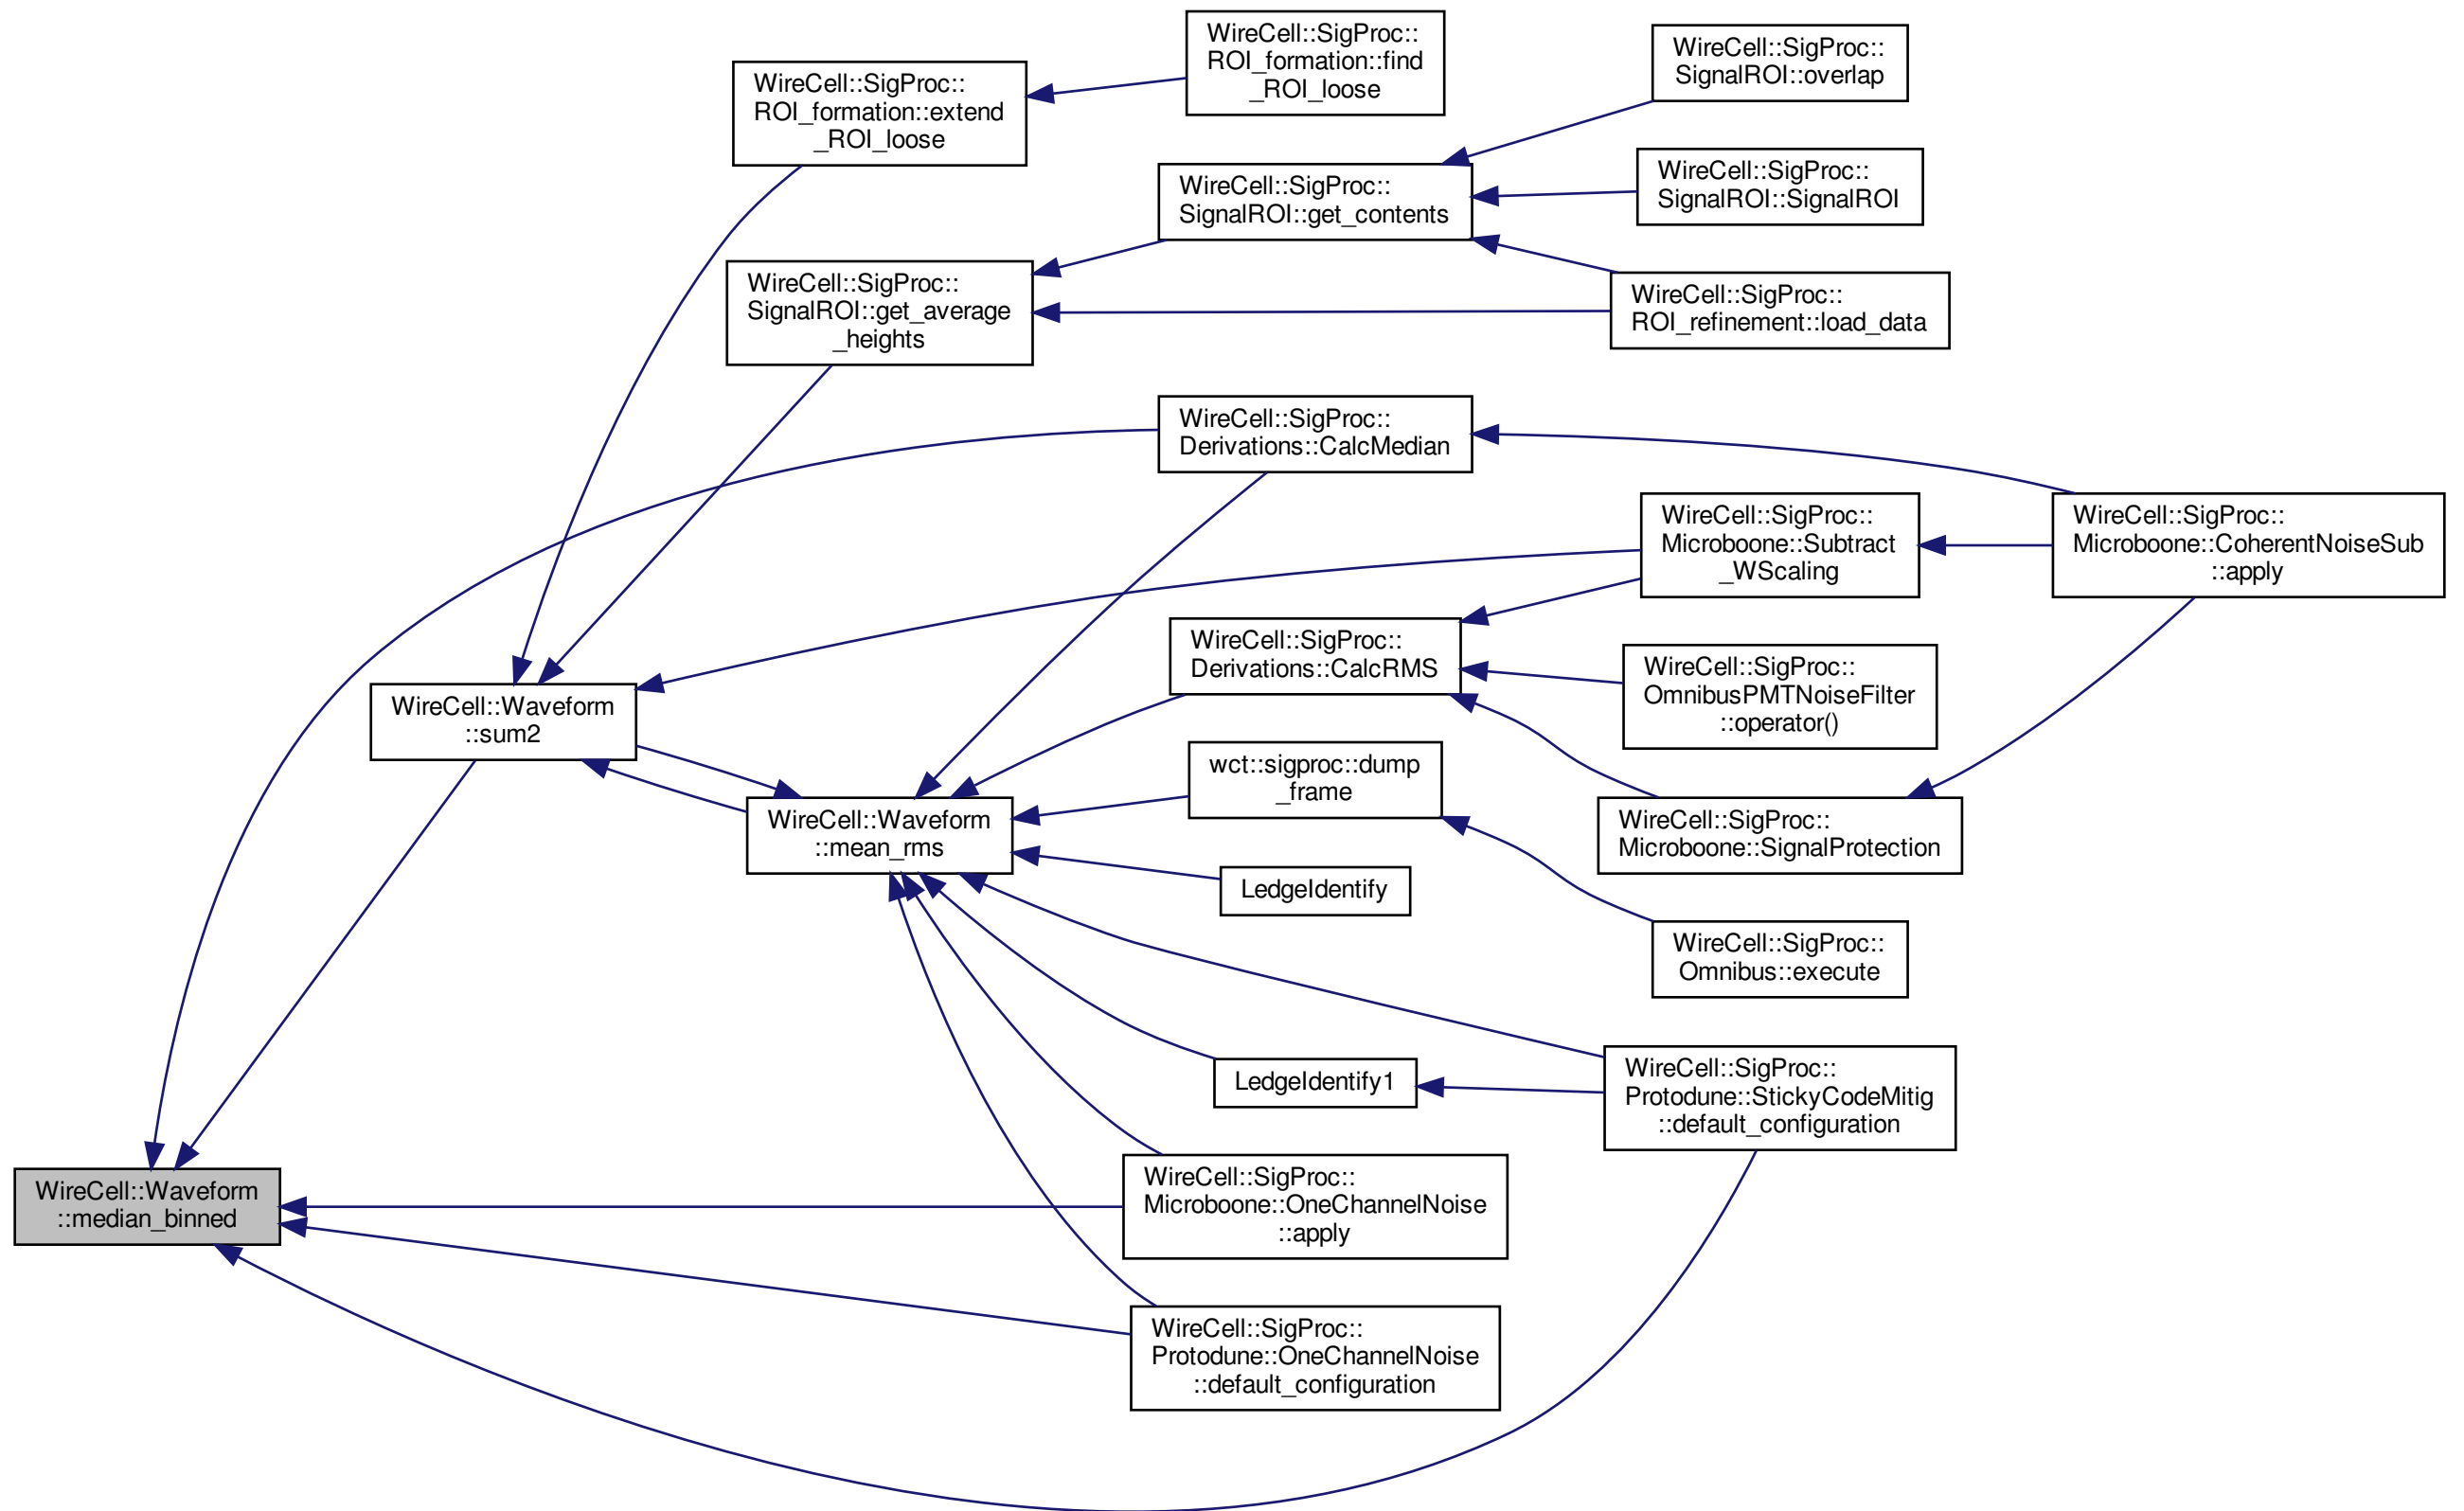 WireCell::SigProc::
ROI_formation::find
_ROI_loose
WireCell::SigProc::
SignalROI::overlap
WireCell::SigProc::
ROI_formation::extend
_ROI_loose
WireCell::SigProc::
SignalROI::get_contents
WireCell::SigProc::
SignalROI::SignalROI
WireCell::SigProc::
SignalROI::get_average
_heights
WireCell::SigProc::
ROI_refinement::load_data
WireCell::SigProc::
Derivations::CalcMedian
WireCell::SigProc::
Microboone::Subtract
_WScaling
WireCell::SigProc::
Microboone::CoherentNoiseSub
::apply
WireCell::SigProc::
Derivations::CalcRMS
WireCell::SigProc::
OmnibusPMTNoiseFilter
::operator()
WireCell::Waveform
::sum2
wct::sigproc::dump
_frame
WireCell::Waveform
::mean_rms
WireCell::SigProc::
Microboone::SignalProtection
LedgeIdentify
WireCell::SigProc::
Omnibus::execute
LedgeIdentify1
WireCell::SigProc::
Protodune::StickyCodeMitig
::default_configuration
WireCell::Waveform
::median_binned
WireCell::SigProc::
Microboone::OneChannelNoise
::apply
WireCell::SigProc::
Protodune::OneChannelNoise
::default_configuration